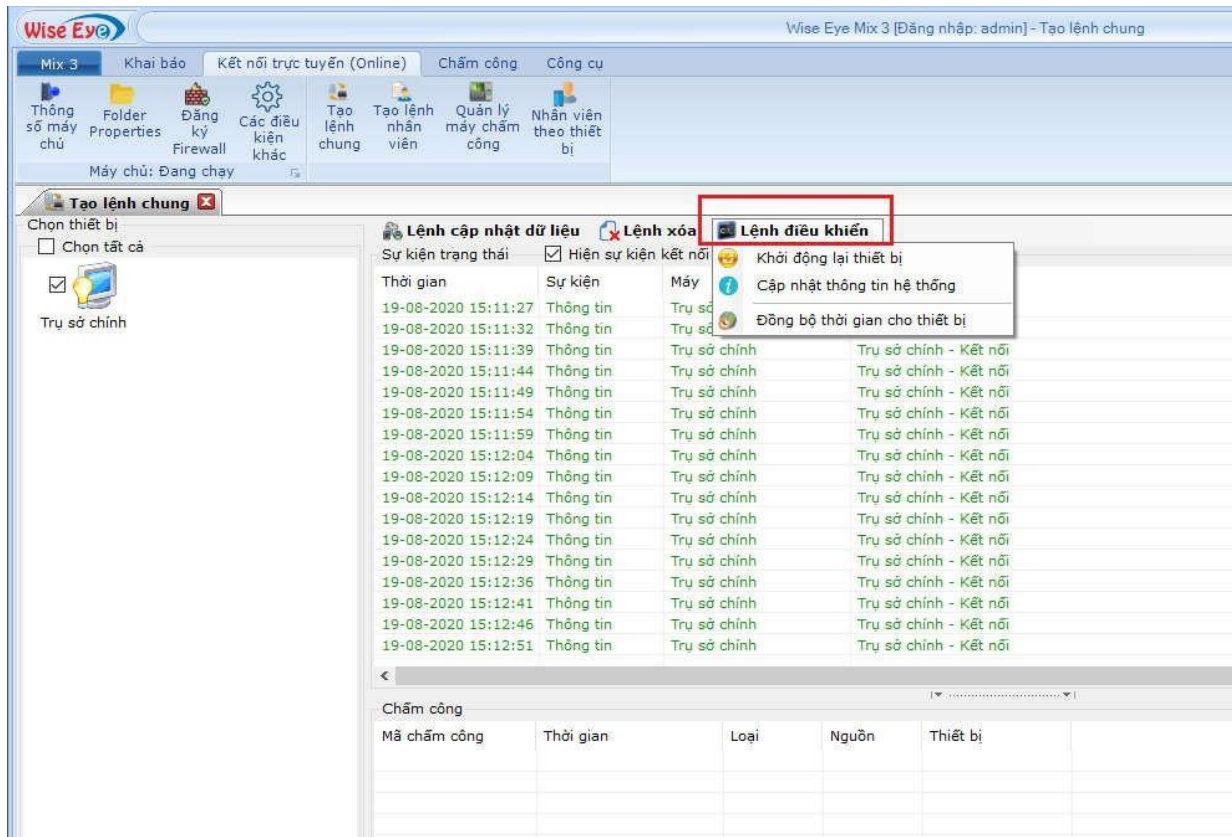 Wise Eye
Wise Eye Mix 3 [Đăng nhập: admin] - Tạo lệnh chung
Mix 3 Khai báo Kết nối trực tuyến (Online) Chấm công Công cụ
Thông số máy chủ
Folder Properties
Đăng ký Firewall
Các điều kiện khác
Tạo lệnh chung
Tạo lệnh nhân viên
Quản lý máy chấm công
Nhân viên theo thiết bị
Máy chủ: Đang chạy
Tạo lệnh chung
Chọn thiết bị
Chọn tất cả
Trụ sở chính
Lệnh cập nhật dữ liệu Lệnh xóa Lệnh điều khiển
Sự kiện trạng thái Hiện sự kiện kết nối
Khởi động lại thiết bị
Cập nhật thông tin hệ thống
Đồng bộ thời gian cho thiết bị
Thời gian Sự kiện Máy
19-08-2020 15:11:27 Thông tin Trụ sở
19-08-2020 15:11:32 Thông tin Trụ sở
19-08-2020 15:11:39 Thông tin Trụ sở chính Trụ sở chính - Kết nối
19-08-2020 15:11:44 Thông tin Trụ sở chính Trụ sở chính - Kết nối
19-08-2020 15:11:49 Thông tin Trụ sở chính Trụ sở chính - Kết nối
19-08-2020 15:11:54 Thông tin Trụ sở chính Trụ sở chính - Kết nối
19-08-2020 15:11:59 Thông tin Trụ sở chính Trụ sở chính - Kết nối
19-08-2020 15:12:04 Thông tin Trụ sở chính Trụ sở chính - Kết nối
19-08-2020 15:12:09 Thông tin Trụ sở chính Trụ sở chính - Kết nối
19-08-2020 15:12:14 Thông tin Trụ sở chính Trụ sở chính - Kết nối
19-08-2020 15:12:19 Thông tin Trụ sở chính Trụ sở chính - Kết nối
19-08-2020 15:12:24 Thông tin Trụ sở chính Trụ sở chính - Kết nối
19-08-2020 15:12:29 Thông tin Trụ sở chính Trụ sở chính - Kết nối
19-08-2020 15:12:36 Thông tin Trụ sở chính Trụ sở chính - Kết nối
19-08-2020 15:12:41 Thông tin Trụ sở chính Trụ sở chính - Kết nối
19-08-2020 15:12:46 Thông tin Trụ sở chính Trụ sở chính - Kết nối
19-08-2020 15:12:51 Thông tin Trụ sở chính Trụ sở chính - Kết nối
Chấm công
Mã chấm công Thời gian Loại Nguồn Thiết bị